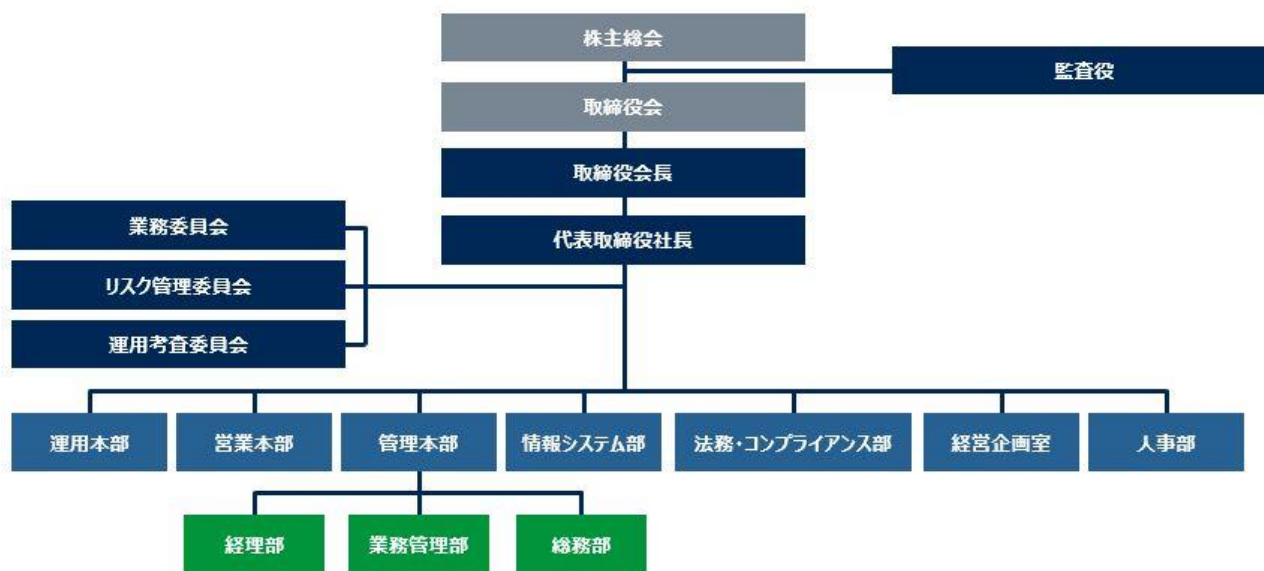 株主総会
監査役
取締役会
取締役会長
代表取締役社長
業務委員会
リスク管理委員会
運用考査委員会
運用本部
営業本部
管理本部
情報システム部
法務・コンプライアンス部
経営企画室
人事部
経理部
業務管理部
総務部